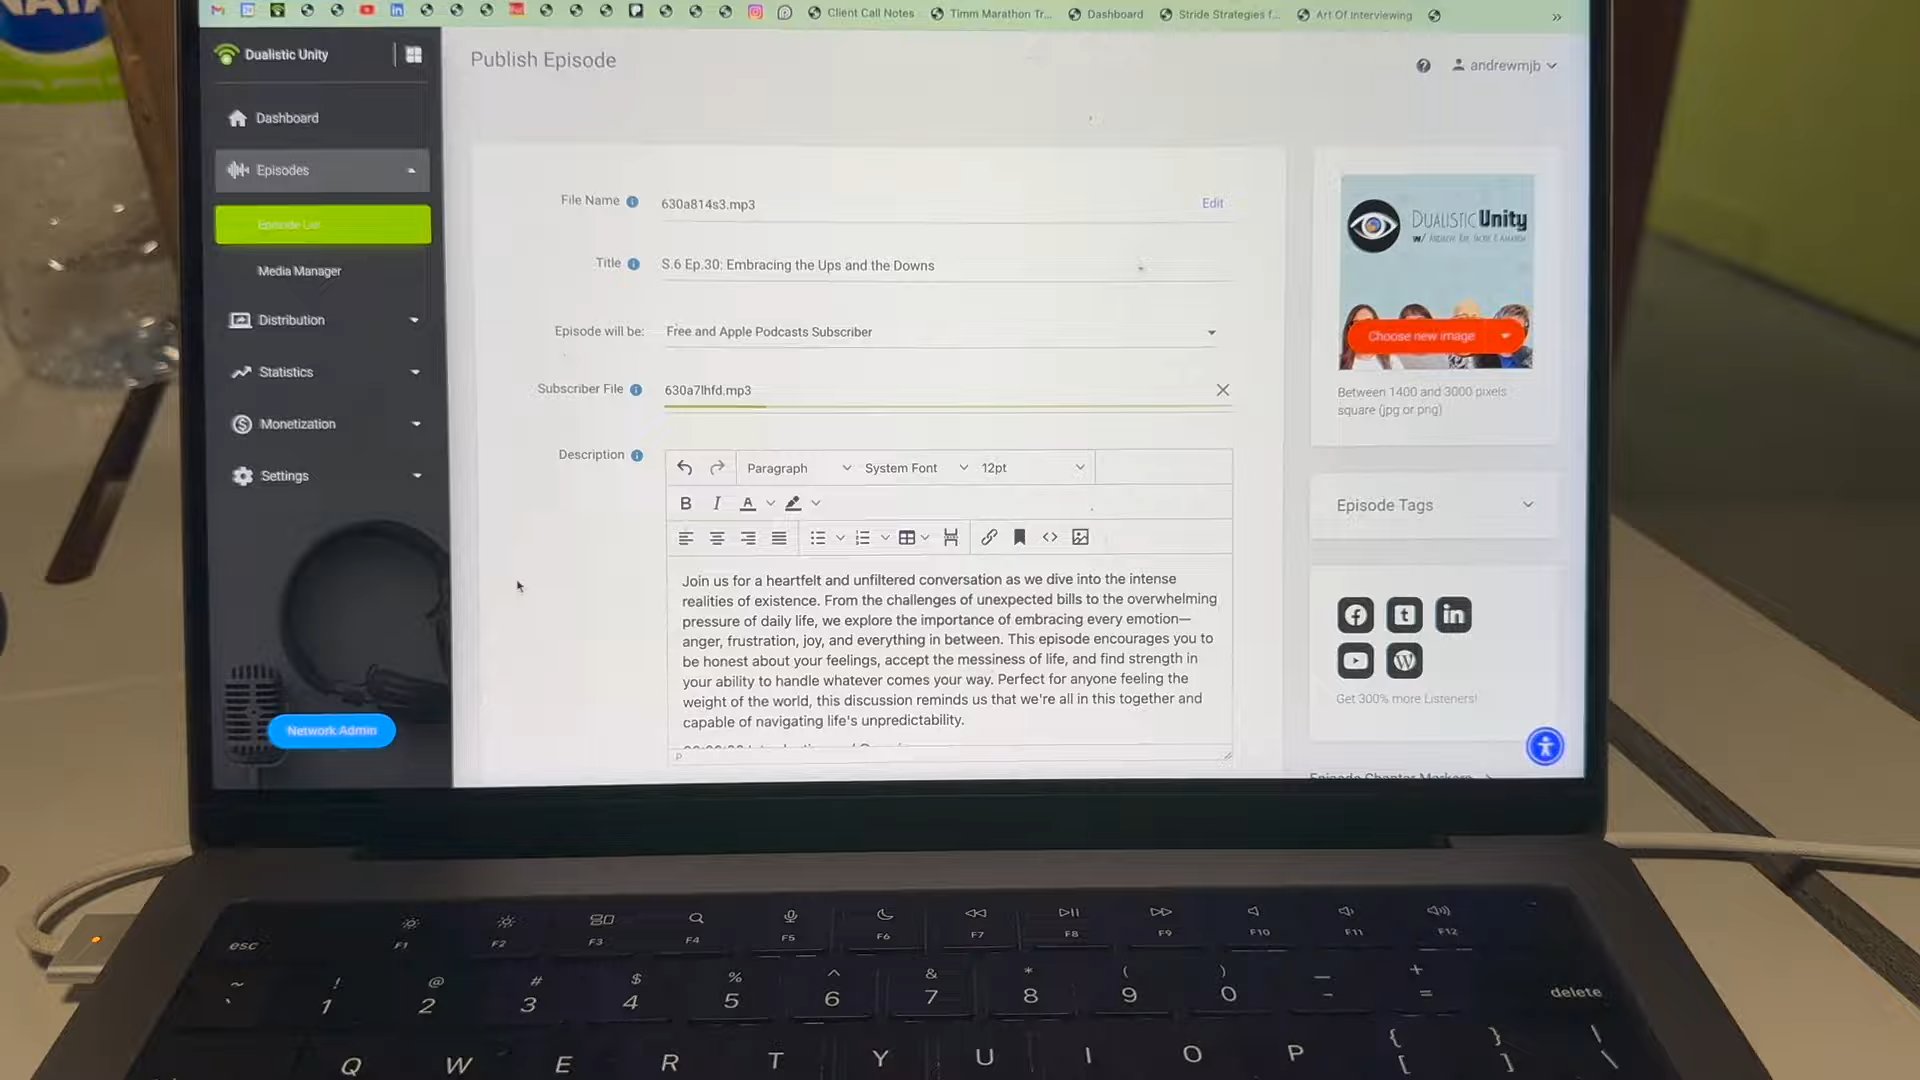 Client Call Notes
Timm Marathon Tr...
Dashboard
Stride Strategies f...
Art Of Interviewing
»
Dualistic Unity
Publish Episode
andrewmjb
Dashboard
Episodes
Episode List
Media Manager
Distribution
Statistics
Monetization
Settings
Network Admin
File Name
630a814s3.mp3
Edit
Title
S.6 Ep.30: Embracing the Ups and the Downs
Episode will be:
Free and Apple Podcasts Subscriber
Subscriber File
630a7lhfd.mp3
Description
Paragraph
System Font
12pt
B I A
Join us for a heartfelt and unfiltered conversation as we dive into the intense
realities of existence. From the challenges of unexpected bills to the overwhelming
pressure of daily life, we explore the importance of embracing every emotion—
anger, frustration, joy, and everything in between. This episode encourages you to
be honest about your feelings, accept the messiness of life, and find strength in
your ability to handle whatever comes your way. Perfect for anyone feeling the
weight of the world, this discussion reminds us that we're all in this together and
capable of navigating life's unpredictability.
P
DUALISTIC Unity
Choose new image
Between 1400 and 3000 pixels
square (jpg or png)
Episode Tags
Get 300% more Listeners!
Episode Chapter Markers
esc
F1 F2 F3 F4 F5 F6 F7 F8 F9 F10 F11 F12
~ ! @ # $ % ^ & * ( ) — +
` 1 2 3 4 5 6 7 8 9 0 - = delete
Q W E R T Y U I O P { [ } ] | \